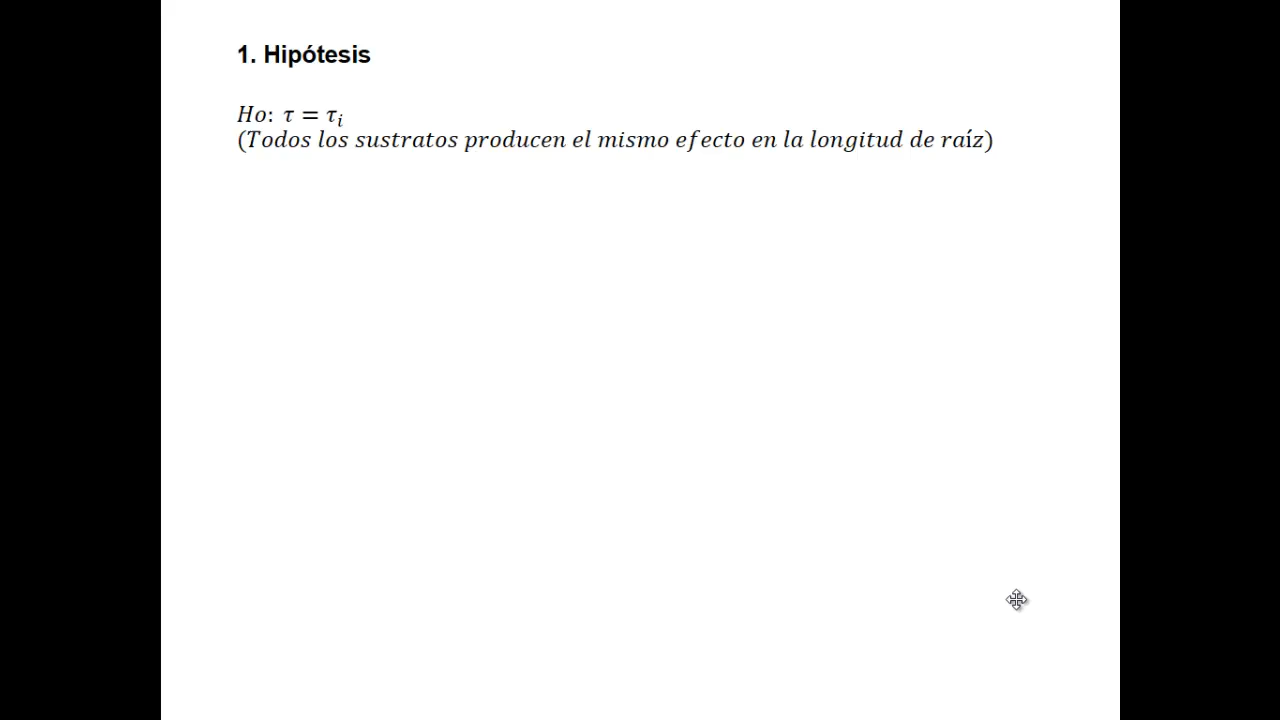 1. Hipótesis
Ho: τ = τᵢ
(Todos los sustratos producen el mismo efecto en la longitud de raíz)